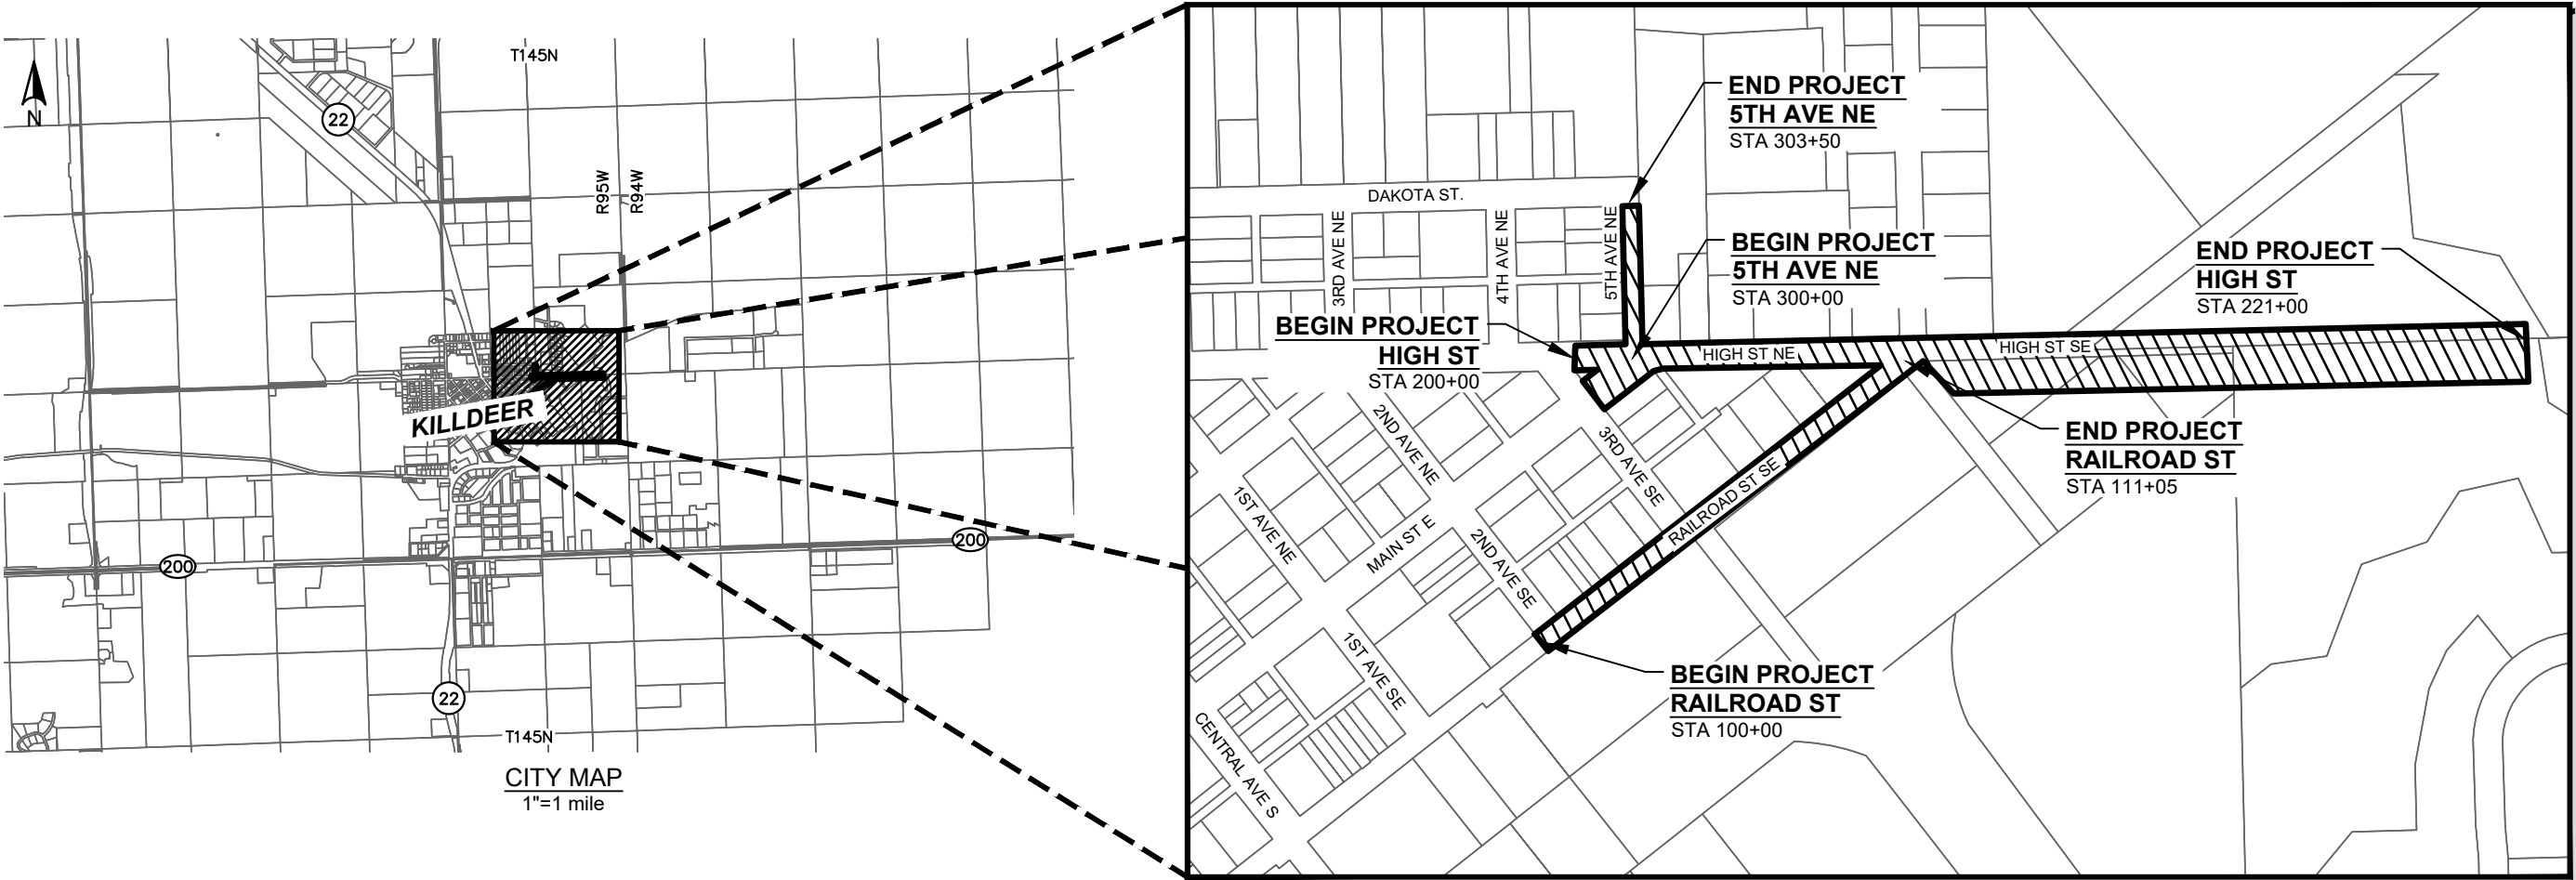 T145N
N
22
R95W
R94W
KILLDEER
200
200
22
T145N
CITY MAP
1"=1 mile
END PROJECT
5TH AVE NE
STA 303+50
DAKOTA ST.
3RD AVE NE
4TH AVE NE
5TH AVE NE
BEGIN PROJECT
5TH AVE NE
STA 300+00
END PROJECT
HIGH ST
STA 221+00
BEGIN PROJECT
HIGH ST
STA 200+00
HIGH ST NE
HIGH ST SE
2ND AVE NE
3RD AVE SE
END PROJECT
RAILROAD ST
STA 111+05
1ST AVE NE
MAIN ST E
2ND AVE SE
RAILROAD ST SE
1ST AVE SE
BEGIN PROJECT
RAILROAD ST
STA 100+00
CENTRAL AVE S